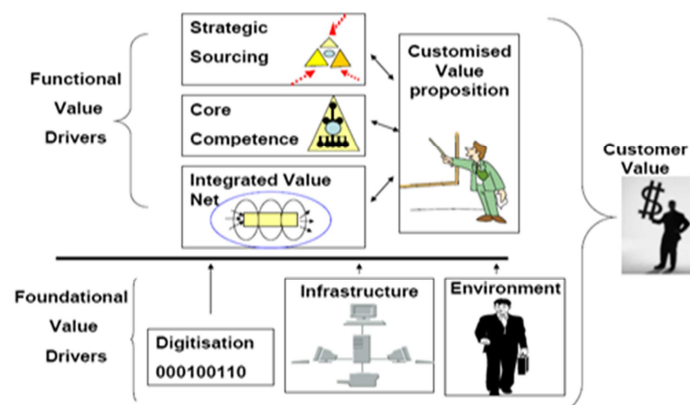 Functional
Value
Drivers
Strategic
Sourcing
Core
Competence
Integrated Value
Net
Customised
Value
proposition
Customer
Value
$
Foundational
Value
Drivers
Digitisation
000100110
Infrastructure
Environment